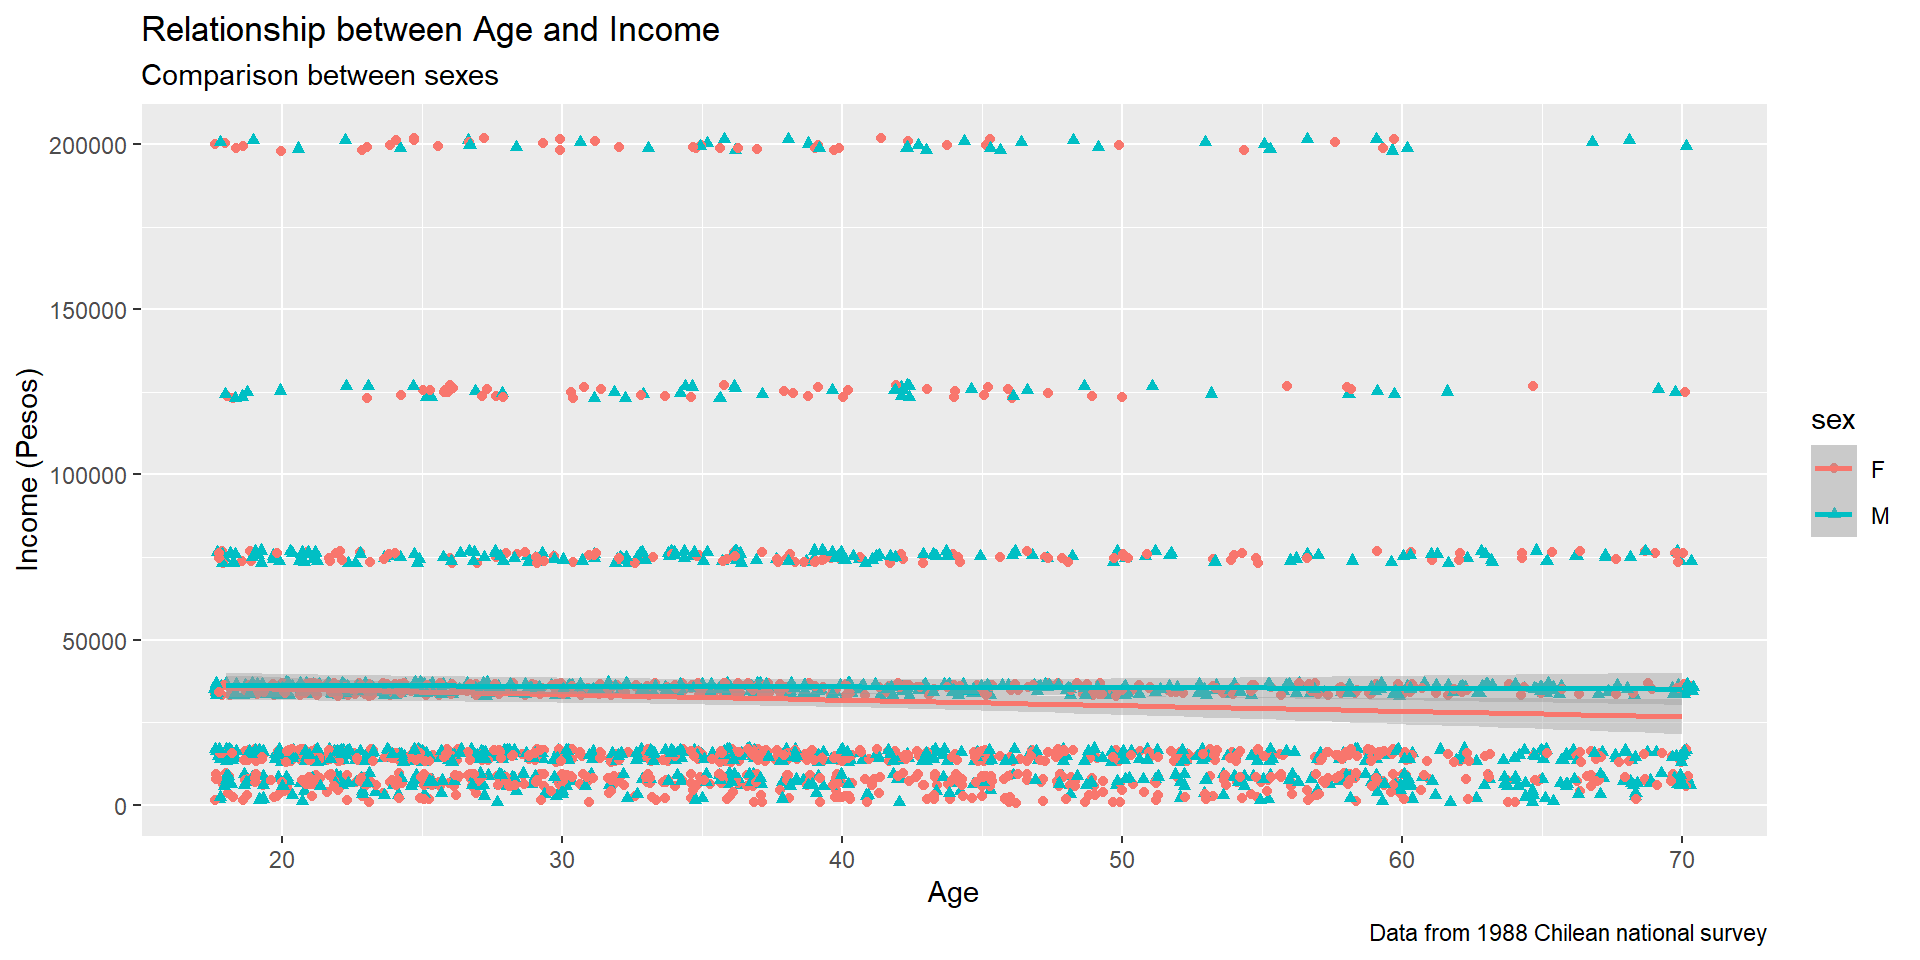 Relationship between Age and Income
Comparison between sexes
200000
150000
100000
50000
0
Income (Pesos)
20 30 40 50 60 70
Age
sex
F
M
Data from 1988 Chilean national survey